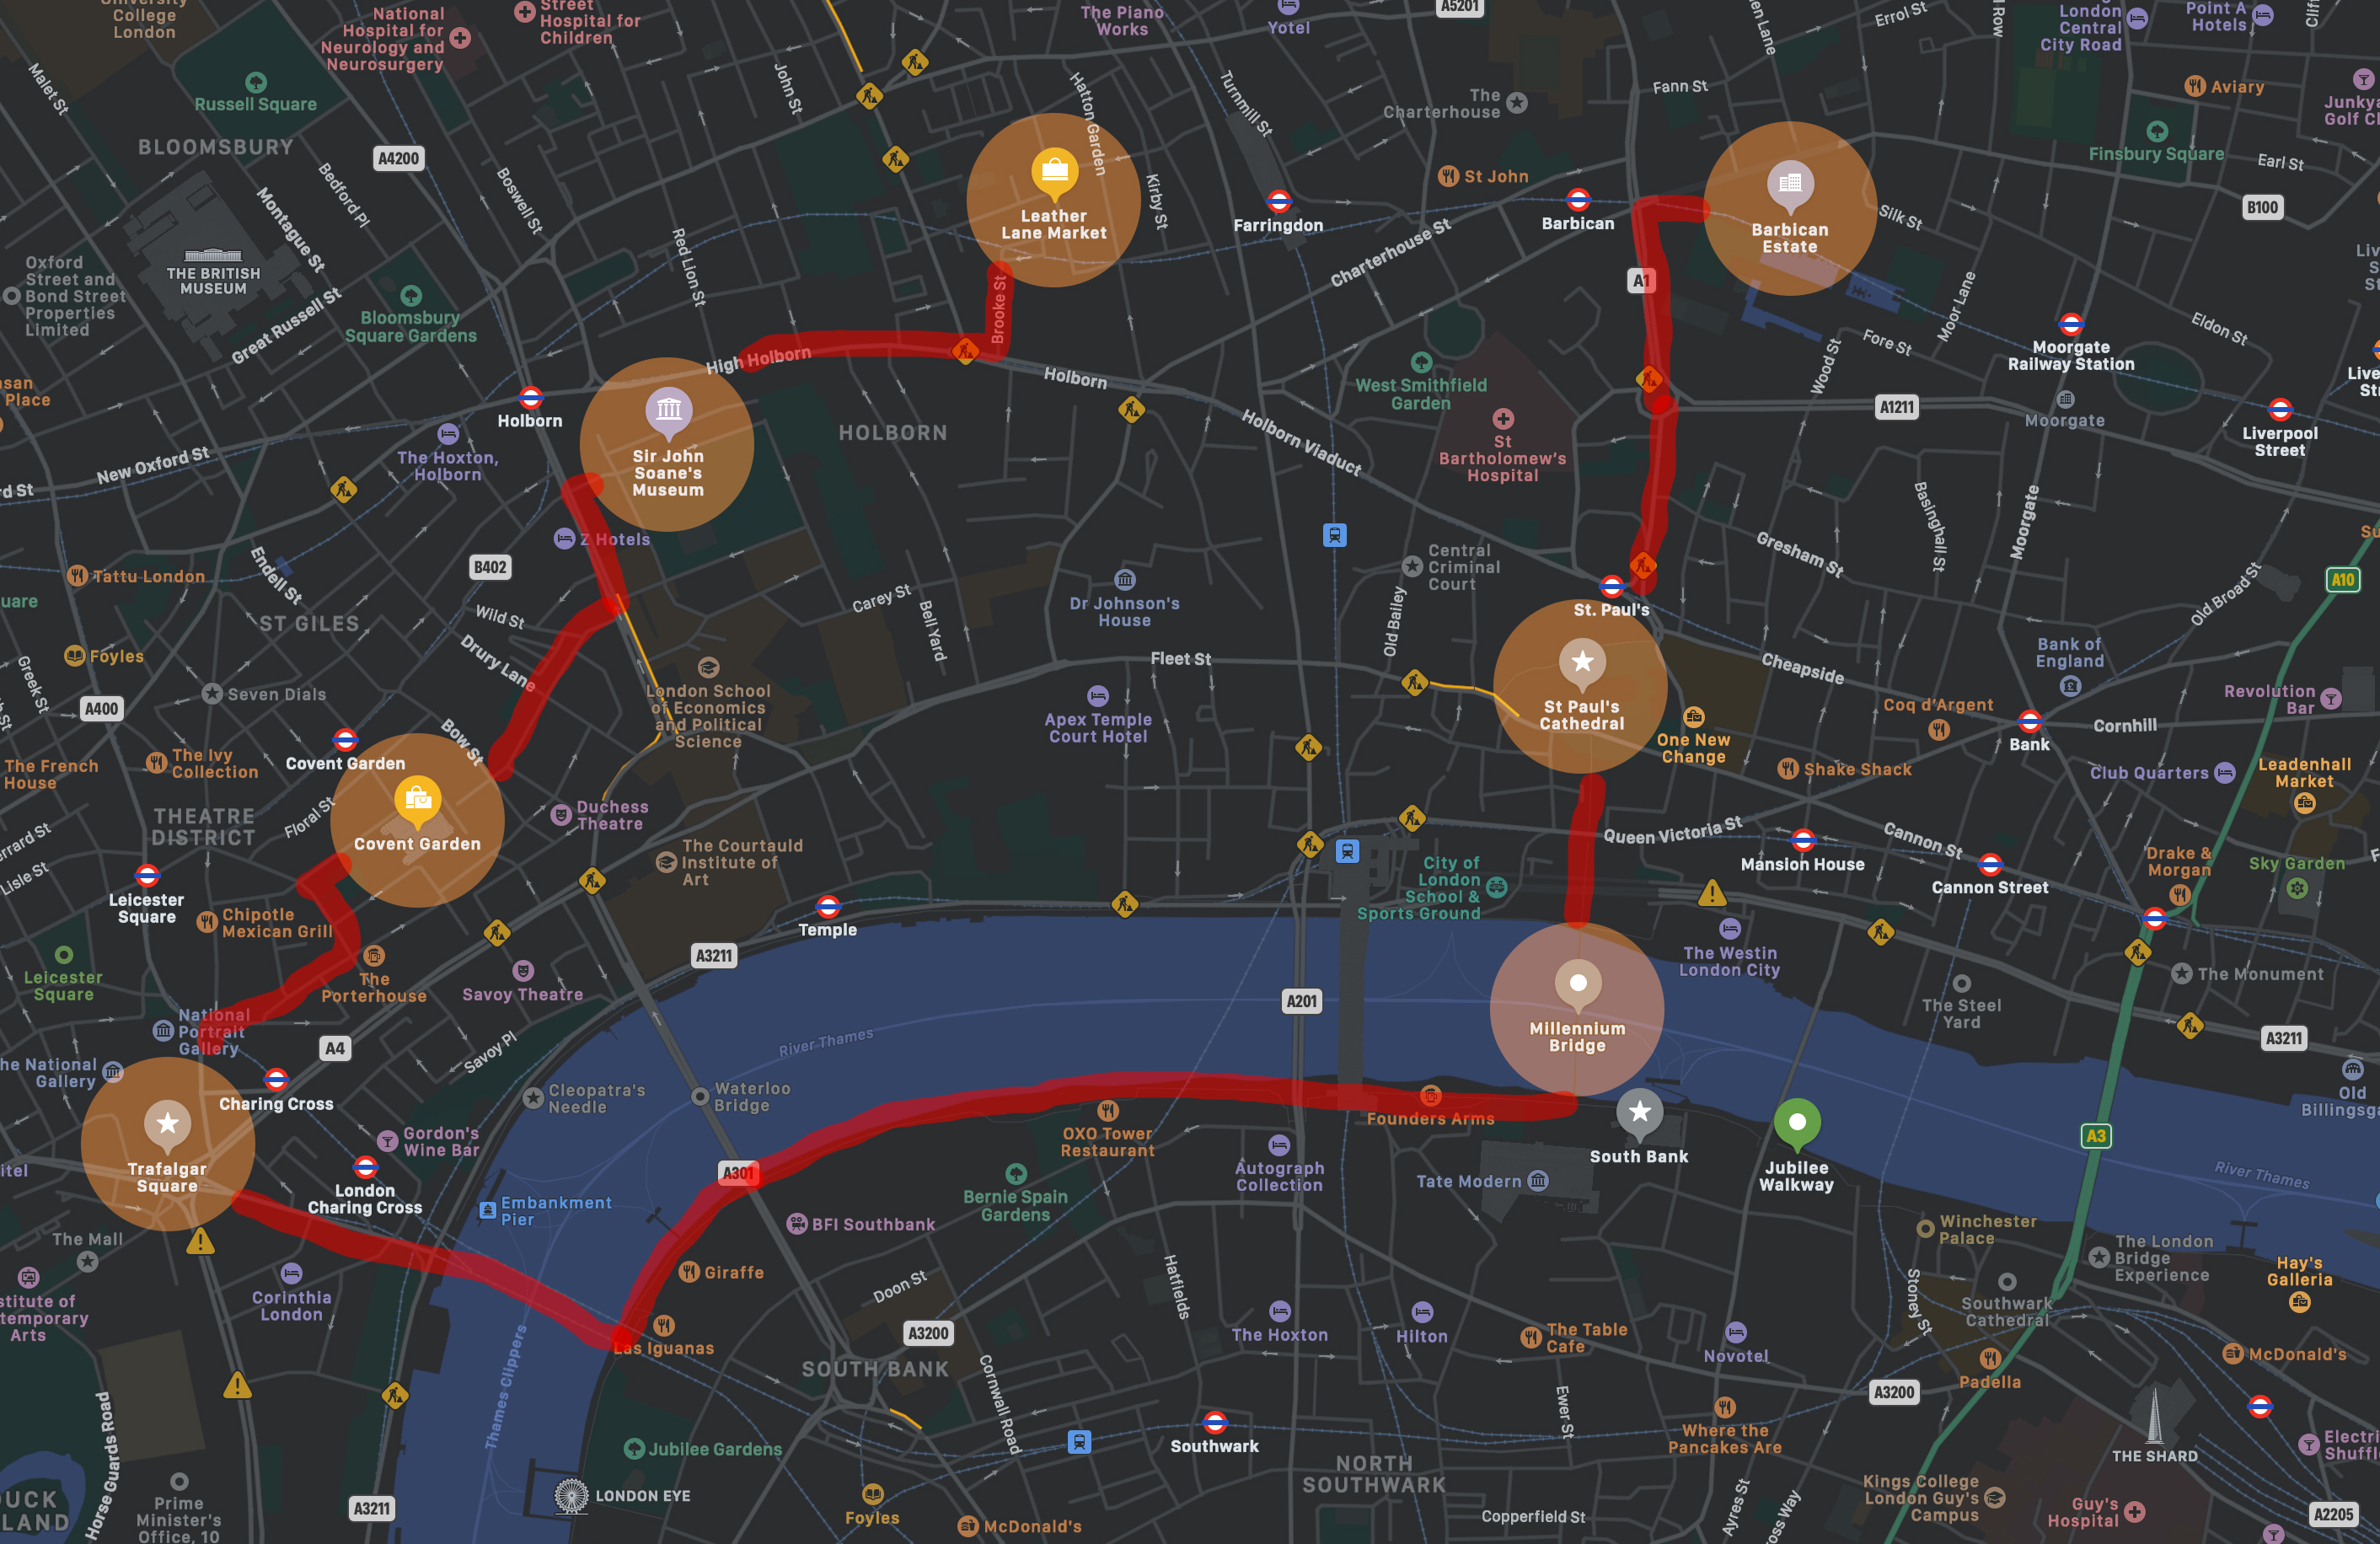 University
College
London
National
Hospital for
Neurology and
Neurosurgery
Street
Hospital for
Children
The Piano
Works
Yotel
A5201
Errol St
London
Central
City Road
Point A
Hotels
Malet St
Russell Square
John St
Hatton Garden
Turnmill St
Fann St
The
Charterhouse
Aviary
BLOOMSBURY
A4200
Bedford Pl
Boswell St
Montague St
Leather
Lane Market
Kirby St
Farringdon
St John
Barbican
Barbican
Estate
Silk St
Finsbury Square
Earl St
B100
THE BRITISH
MUSEUM
Oxford
Street and
Bond Street
Properties
Limited
Great Russell St
Bloomsbury
Square Gardens
Red Lion St
Brooke St
High Holborn
Charterhouse St
A1
Moor Lane
Eldon St
Moorgate
Railway Station
Fore St
Wood St
Moorgate
Holborn
Holborn
HOLBORN
Holborn Viaduct
West Smithfield
Garden
St
Bartholomew's
Hospital
A1211
Liverpool
Street
New Oxford St
The Hoxton,
Holborn
Sir John
Soane's
Museum
Z Hotels
B402
Endell St
Tattu London
ST GILES
Wild St
Drury Lane
Carey St
Bell Yard
Dr Johnson's
House
Central
Criminal
Court
Old Bailey
St. Paul's
Gresham St
Basinghall St
Moorgate
Old Broad St
A10
Foyles
Greek St
Seven Dials
A400
London School
of Economics
and Political
Science
Fleet St
Apex Temple
Court Hotel
St Paul's
Cathedral
Cheapside
One New
Change
Coq d'Argent
Bank of
England
Bank
Cornhill
Revolution
Bar
Covent Garden
Bow St
The Ivy
Collection
The French
House
THEATRE
DISTRICT
Floral St
Covent Garden
Duchess
Theatre
The Courtauld
Institute of
Art
Shake Shack
Club Quarters
Leadenhall
Market
Queen Victoria St
Mansion House
Cannon St
Cannon Street
Drake &
Morgan
Sky Garden
Lisle St
Leicester
Square
Chipotle
Mexican Grill
Temple
City of
London
School &
Sports Ground
The Westin
London City
Leicester
Square
The
Porterhouse
Savoy Theatre
A3211
A201
The Monument
The Steel
Yard
National
Portrait
Gallery
A4
Savoy Pl
River Thames
Millennium
Bridge
A3211
Gallery
Charing Cross
Cleopatra's
Needle
Waterloo
Bridge
OXO Tower
Restaurant
Founders Arms
South Bank
Jubilee
Walkway
A3
Old
River Thames
Trafalgar
Square
Gordon's
Wine Bar
London
Charing Cross
Embankment
Pier
A301
Bernie Spain
Gardens
Autograph
Collection
Tate Modern
BFI Southbank
The Mall
Giraffe
Doon St
Hatfields
Winchester
Palace
The London
Bridge
Experience
Hay's
Galleria
Corinthia
London
Las Iguanas
A3200
The Hoxton
Hilton
The Table
Cafe
Novotel
Stoney St
Southwark
Cathedral
McDonald's
Padella
SOUTH BANK
Cornwall Road
Thames Clippers
Ewer St
A3200
Horse Guards Road
Jubilee Gardens
Southwark
Where the
Pancakes Are
THE SHARD
NORTH
SOUTHWARK
LONDON EYE
Foyles
McDonald's
Copperfield St
Ayres St
Kings College
London Guy's
Campus
Guy's
Hospital
A2205
A3211
Prime
Minister's
Office, 10